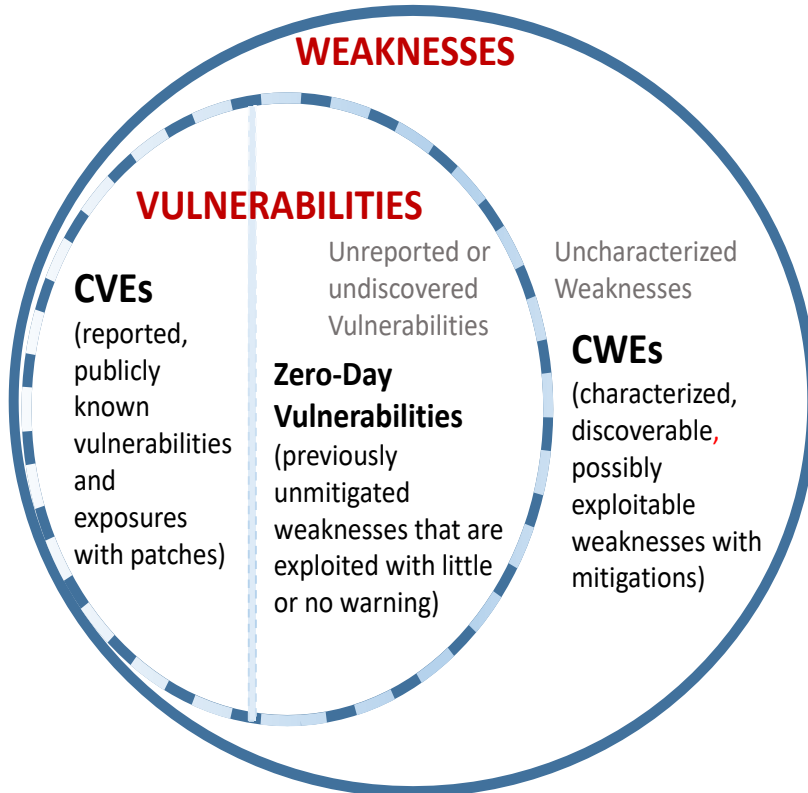 WEAKNESSES
VULNERABILITIES
CVEs
(reported,
publicly
known
vulnerabilities
and
exposures
with patches)
Unreported or
undiscovered
Vulnerabilities
Zero-Day
Vulnerabilities
(previously
unmitigated
weaknesses that are
exploited with little
or no warning)
Uncharacterized
Weaknesses
CWEs
(characterized,
discoverable,
possibly
exploitable
weaknesses with
mitigations)